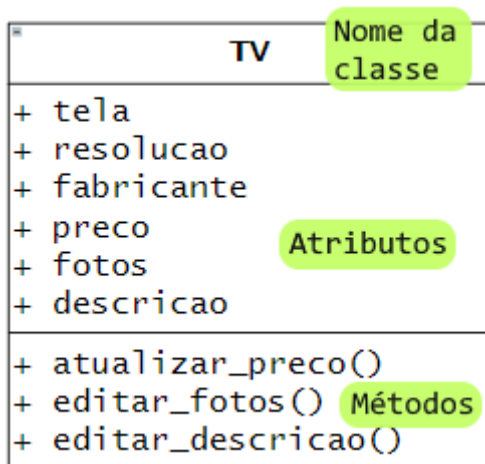 TV
Nome da
classe
+ tela
+ resolucao
+ fabricante
+ preco
+ fotos
+ descricao
Atributos
+ atualizar_preco()
+ editar_fotos()
+ editar_descricao()
Métodos